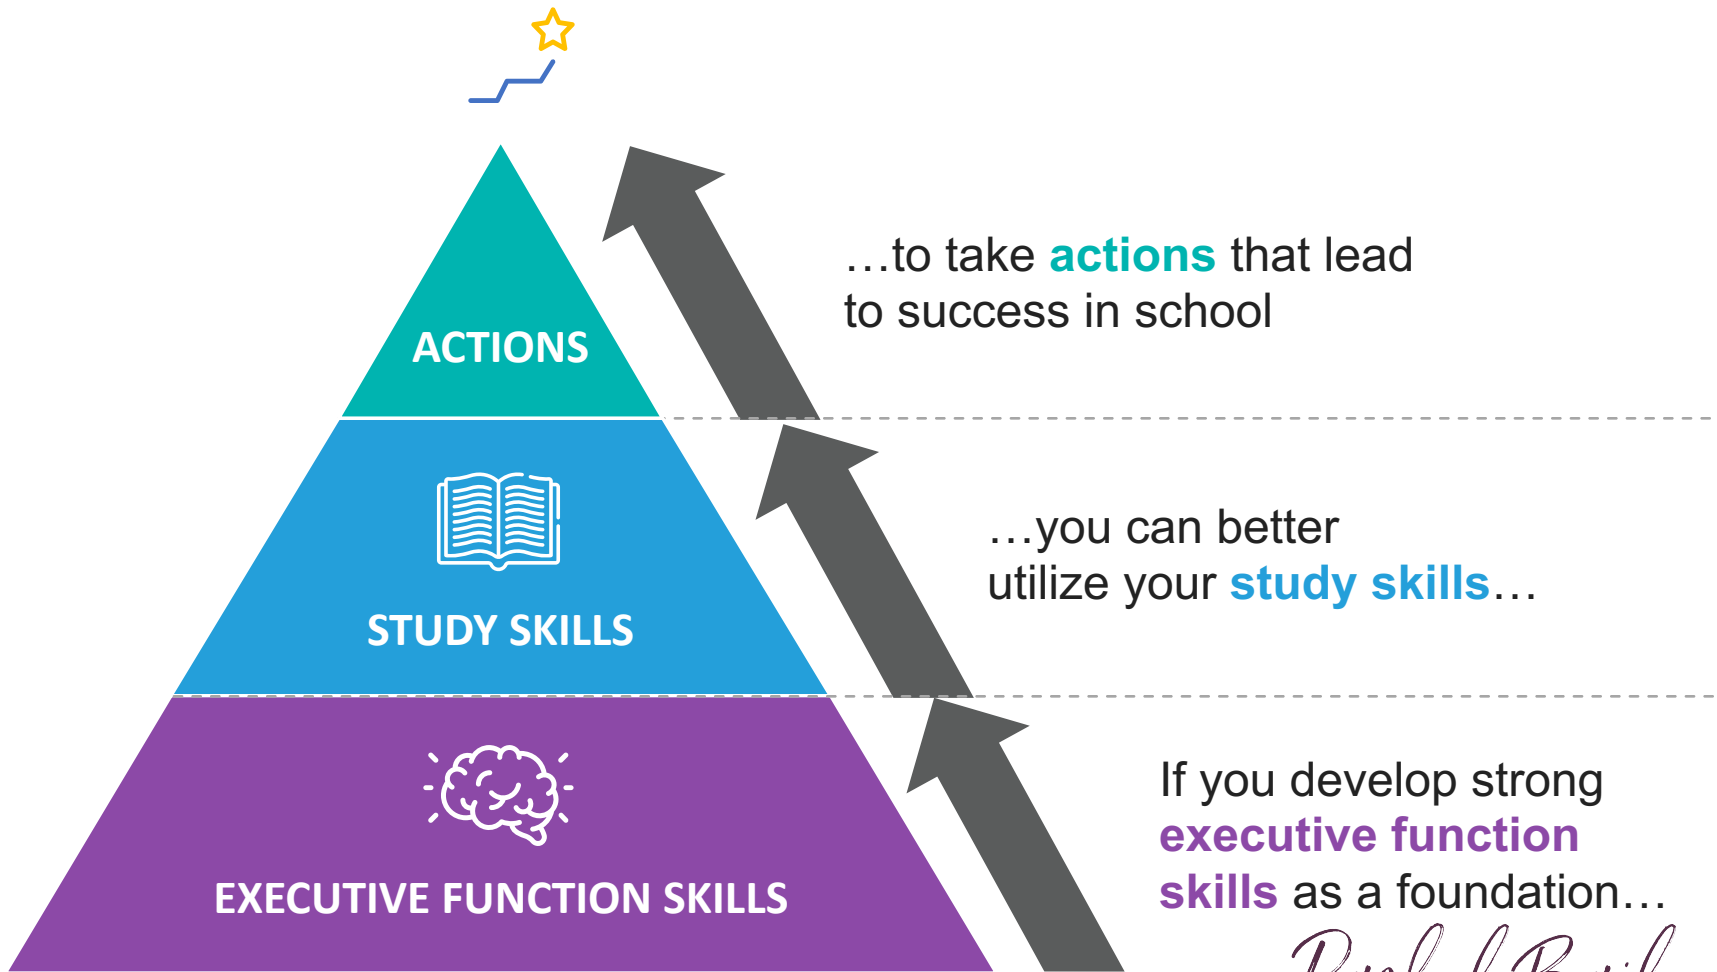 …to take actions that lead
to success in school
ACTIONS
…you can better
utilize your study skills…
STUDY SKILLS
If you develop strong
executive function
skills as a foundation…
EXECUTIVE FUNCTION SKILLS